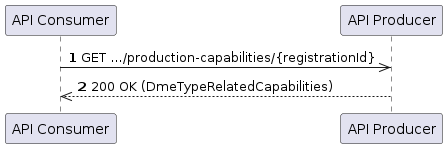 API Consumer
API Producer
1 GET .../production-capabilities/{registrationId}
2 200 OK (DmeTypeRelatedCapabilities)
API Consumer
API Producer